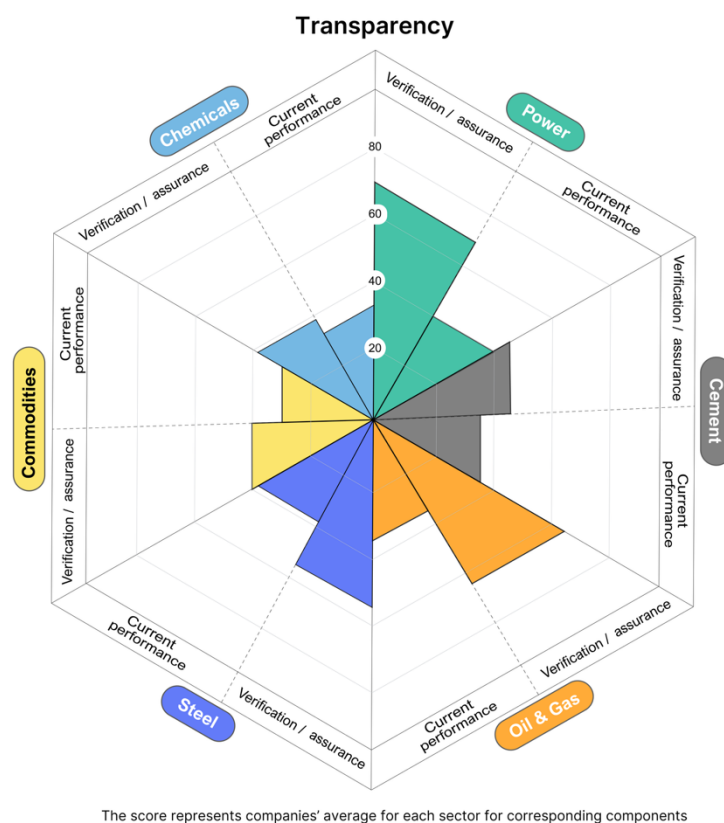 Transparency
Chemicals
Current
performance
Verification / assurance
Power
Verification / assurance
Current
performance
80
60
40
20
Current
performance
Commodities
Verification / assurance
Verification / assurance
Cement
Current
performance
Current
performance
Steel
Verification / assurance
Current
performance
Oil & Gas
Verification / assurance
The score represents companies' average for each sector for corresponding components